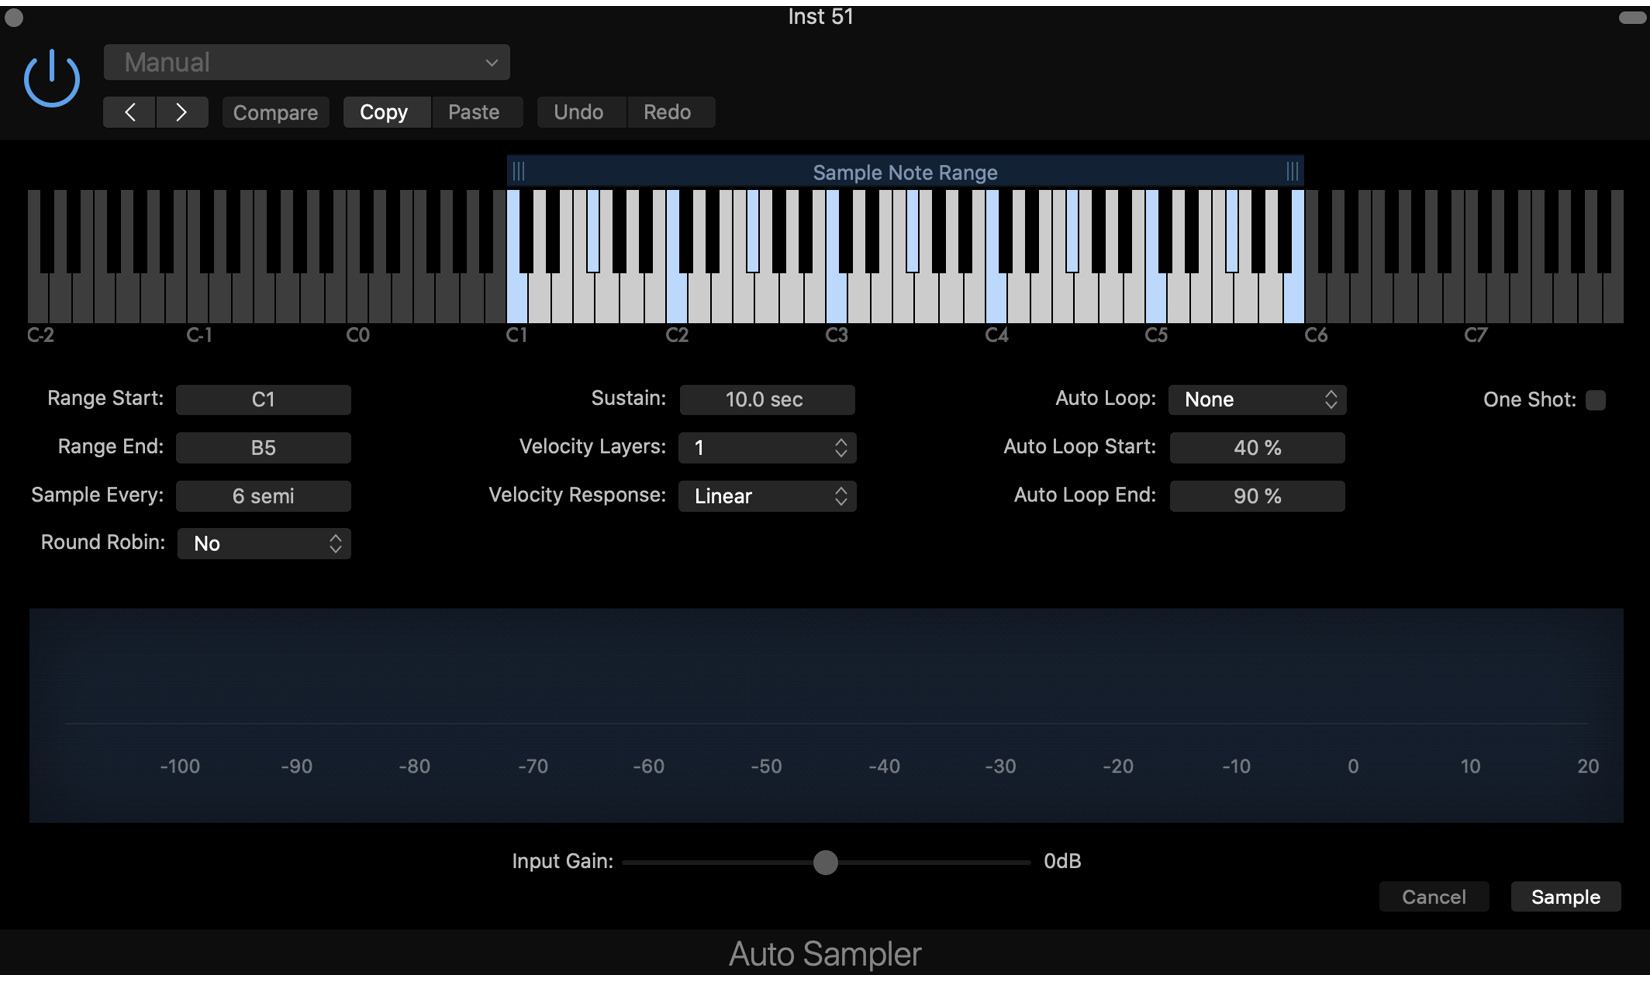 Inst 51
Manual
Compare Copy Paste Undo Redo
Sample Note Range
C-2 C-1 C0 C1 C2 C3 C4 C5 C6 C7
Range Start: C1 Sustain: 10.0 sec Auto Loop: None One Shot:
Range End: B5 Velocity Layers: 1 Auto Loop Start: 40 %
Sample Every: 6 semi Velocity Response: Linear Auto Loop End: 90 %
Round Robin: No
-100 -90 -80 -70 -60 -50 -40 -30 -20 -10 0 10 20
Input Gain: 0dB
Cancel Sample
Auto Sampler